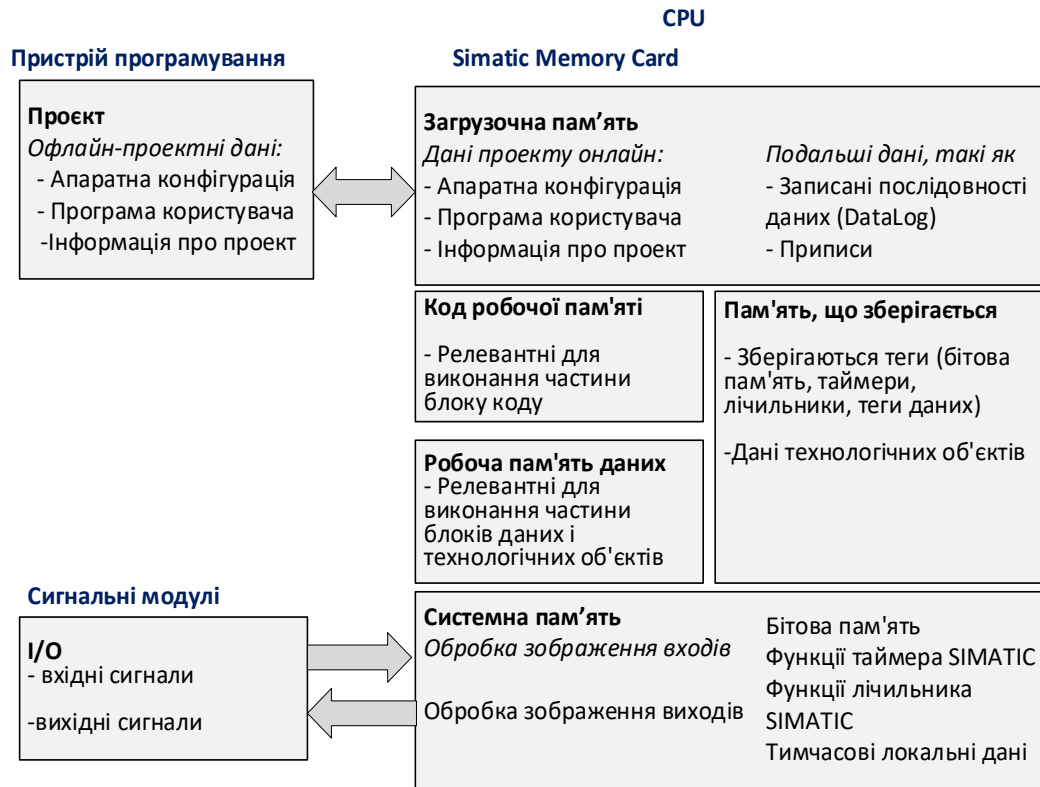 CPU
Пристрій програмування
Simatic Memory Card
Проєкт
Офлайн-проектні дані:
- Апаратна конфігурація
- Програма користувача
-Інформація про проект
Загрузочна пам’ять
Дані проекту онлайн:
- Апаратна конфігурація
- Програма користувача
- Інформація про проект
Подальші дані, такі як
- Записані послідовності
даних (DataLog)
- Приписи
Код робочої пам'яті
- Релевантні для
виконання частини
блоку коду
Пам'ять, що зберігається
- Зберігаються теги (бітова
пам'ять, таймери,
лічильники, теги даних)
-Дані технологічних об'єктів
Робоча пам'ять даних
- Релевантні для
виконання частини
блоків даних і
технологічних об'єктів
Сигнальні модулі
I/O
- вхідні сигнали
-вихідні сигнали
Системна пам’ять
Обробка зображення входів
Обробка зображення виходів
Бітова пам'ять
Функції таймера SIMATIC
Функції лічильника
SIMATIC
Тимчасові локальні дані